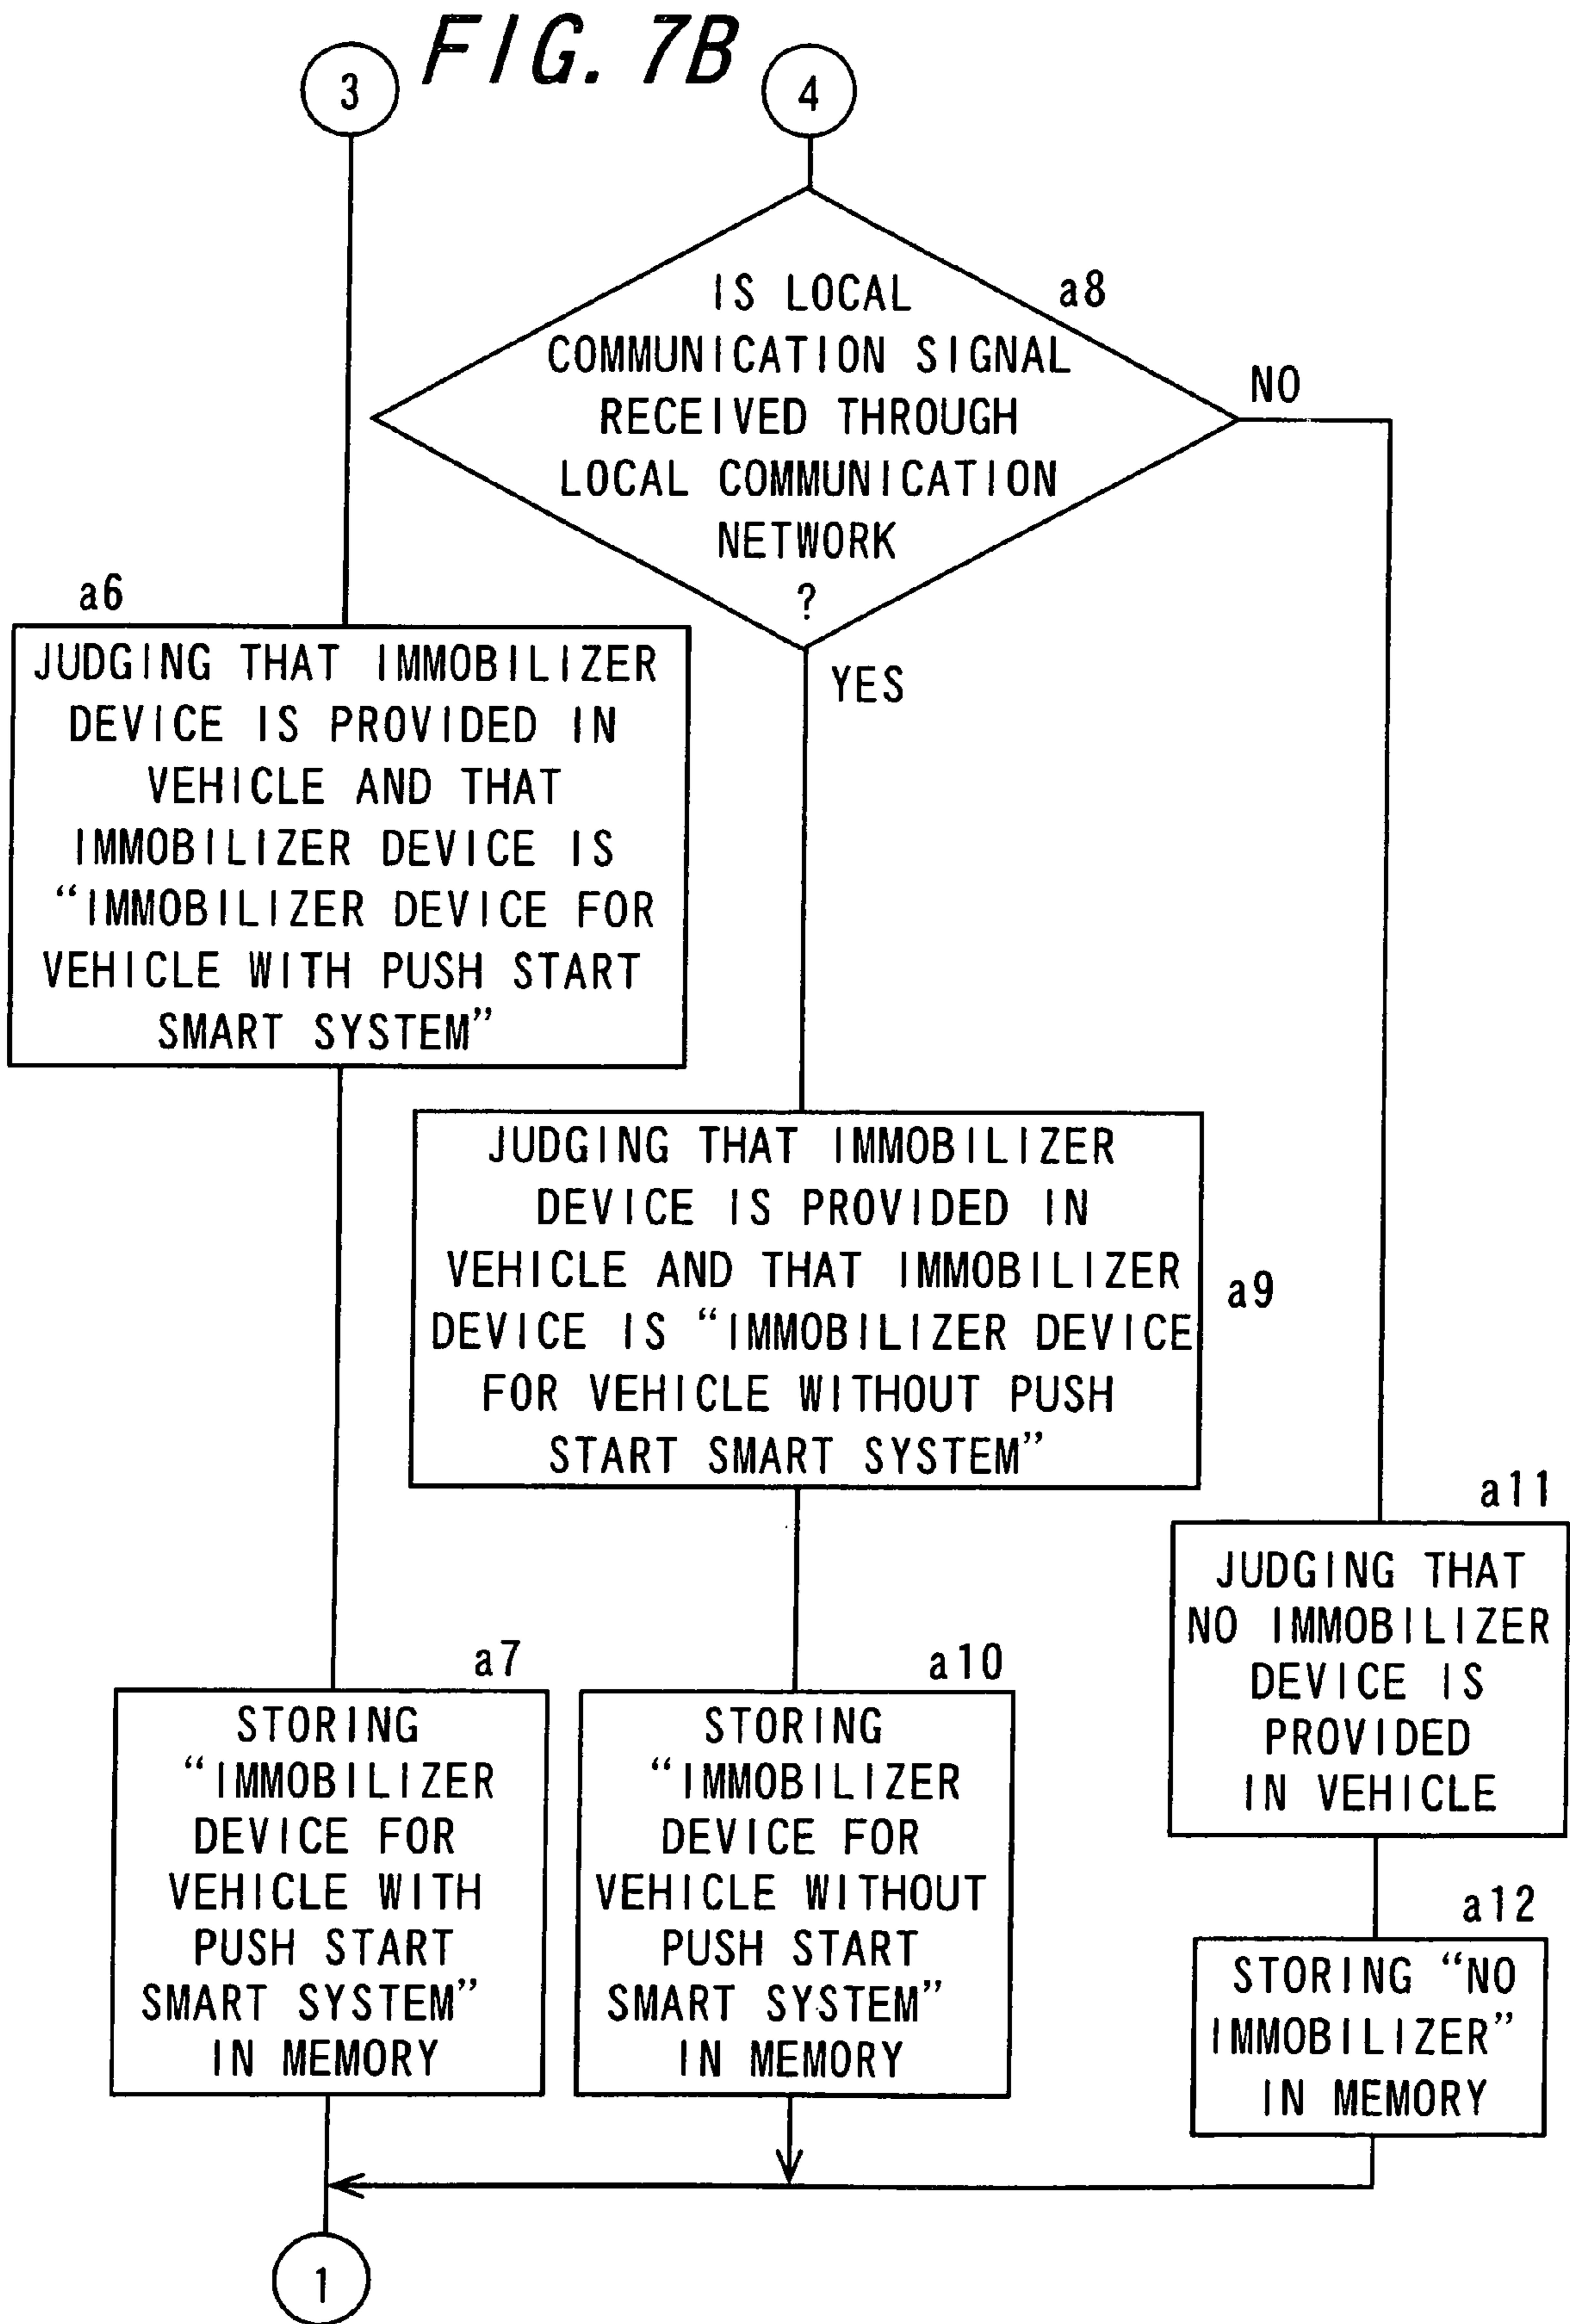 FIG. 7B
3
4
IS LOCAL
COMMUNICATION SIGNAL
RECEIVED THROUGH
LOCAL COMMUNICATION
NETWORK
?
a8
NO
YES
a6
JUDGING THAT IMMOBILIZER
DEVICE IS PROVIDED IN
VEHICLE AND THAT
IMMOBILIZER DEVICE IS
“IMMOBILIZER DEVICE FOR
VEHICLE WITH PUSH START
SMART SYSTEM”
JUDGING THAT IMMOBILIZER
DEVICE IS PROVIDED IN
VEHICLE AND THAT IMMOBILIZER
DEVICE IS “IMMOBILIZER DEVICE
FOR VEHICLE WITHOUT PUSH
START SMART SYSTEM”
a9
a11
JUDGING THAT
NO IMMOBILIZER
DEVICE IS
PROVIDED
IN VEHICLE
a7
STORING
“IMMOBILIZER
DEVICE FOR
VEHICLE WITH
PUSH START
SMART SYSTEM”
IN MEMORY
a10
STORING
“IMMOBILIZER
DEVICE FOR
VEHICLE WITHOUT
PUSH START
SMART SYSTEM”
IN MEMORY
a12
STORING “NO
IMMOBILIZER”
IN MEMORY
1